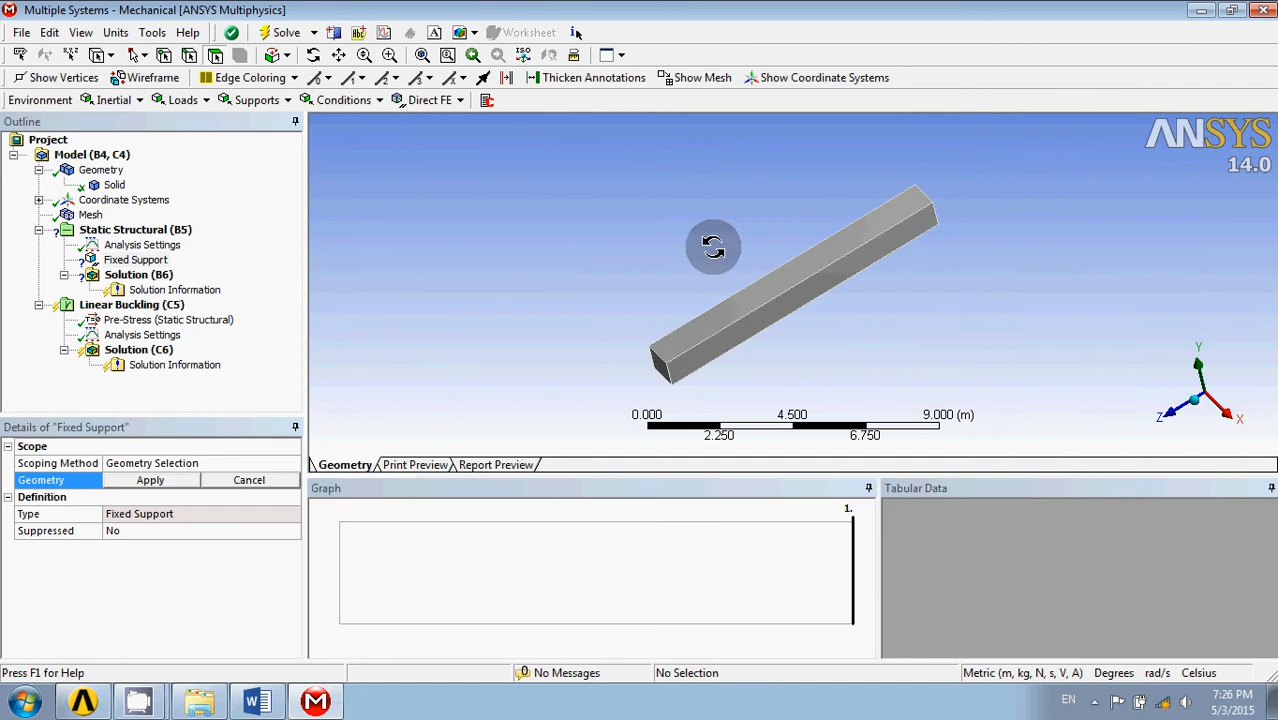 Multiple Systems - Mechanical [ANSYS Multiphysics]
File Edit View Units Tools Help Solve Worksheet
Show Vertices Wireframe Edge Coloring Thicken Annotations Show Mesh Show Coordinate Systems
Environment Inertial Loads Supports Conditions Direct FE
Outline
Project
Model (B4, C4)
Geometry
Solid
Coordinate Systems
Mesh
Static Structural (B5)
Analysis Settings
Fixed Support
Solution (B6)
Solution Information
Linear Buckling (C5)
Pre-Stress (Static Structural)
Analysis Settings
Solution (C6)
Solution Information
ANSYS
14.0
0.000 4.500 9.000 (m)
2.250 6.750
Y
Z X
Details of "Fixed Support"
Scope
Scoping Method Geometry Selection
Geometry Apply Cancel
Definition
Type Fixed Support
Suppressed No
Geometry Print Preview Report Preview
Graph
1.
Tabular Data
Press F1 for Help No Messages No Selection Metric (m, kg, N, s, V, A) Degrees rad/s Celsius
EN 7:26 PM
5/3/2015